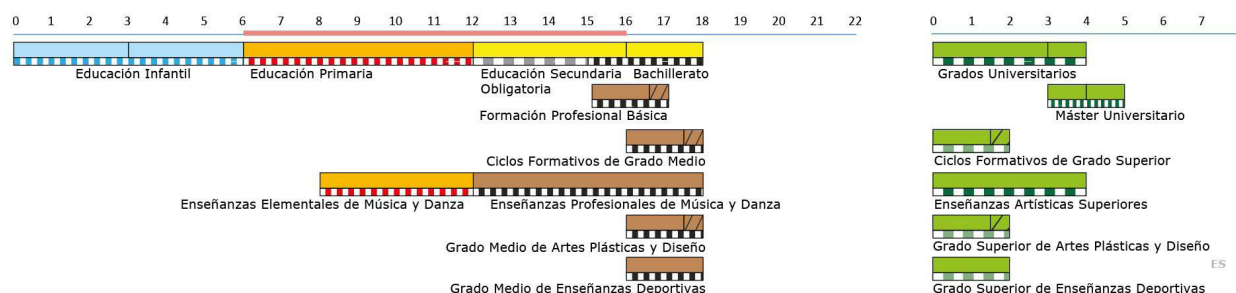 0 1 2 3 4 5 6 7 8 9 10 11 12 13 14 15 16 17 18 19 20 21 22 0 1 2 3 4 5 6 7
Educación Infantil Educación Primaria Educación Secundaria Bachillerato Grados Universitarios
Obligatoria
Formación Profesional Básica Máster Universitario
Ciclos Formativos de Grado Medio Ciclos Formativos de Grado Superior
Enseñanzas Elementales de Música y Danza Enseñanzas Profesionales de Música y Danza Enseñanzas Artísticas Superiores
Grado Medio de Artes Plásticas y Diseño Grado Superior de Artes Plásticas y Diseño
ES
Grado Medio de Enseñanzas Deportivas Grado Superior de Enseñanzas Deportivas